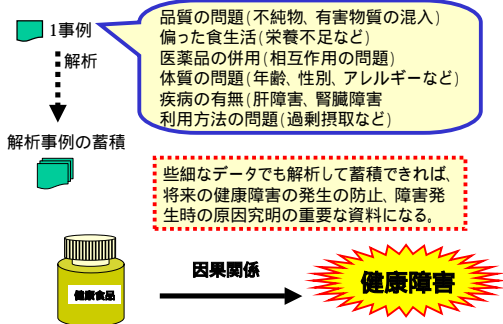 1事例
品質の問題(不純物、有害物質の混入)
偏った食生活(栄養不足など)
医薬品の併用(相互作用の問題)
体質の問題(年齢、性別、アレルギーなど)
疾病の有無(肝障害、腎臓障害
利用方法の問題(過剰摂取など)
解析
解析事例の蓄積
些細なデータでも解析して蓄積できれば、
将来の健康障害の発生の防止、障害発
生時の原因究明の重要な資料になる。
健康食品
因果関係
健康障害